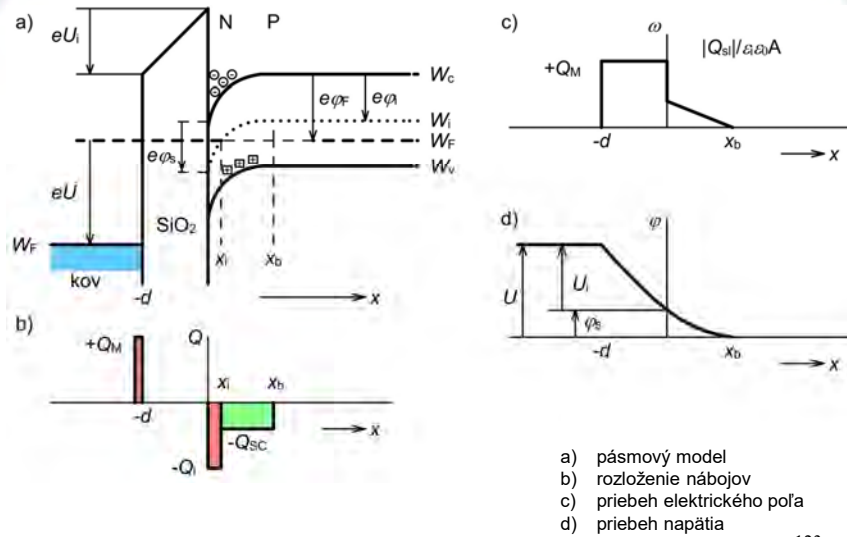 a)
N P
eUi
Wc
eφF
eφi
Wi
WF
eφs
Wv
eU
SiO2
WF
xi
xb
kov
-d
x
b)
+QM
Q
xi
xb
-d
x
-QSC
-Qi
c)
ω
|Qsl|/εiε0A
+QM
-d
xb
x
d)
φ
U
Ui
φs
-d
xb
x
a) pásmový model
b) rozloženie nábojov
c) priebeh elektrického poľa
d) priebeh napätia